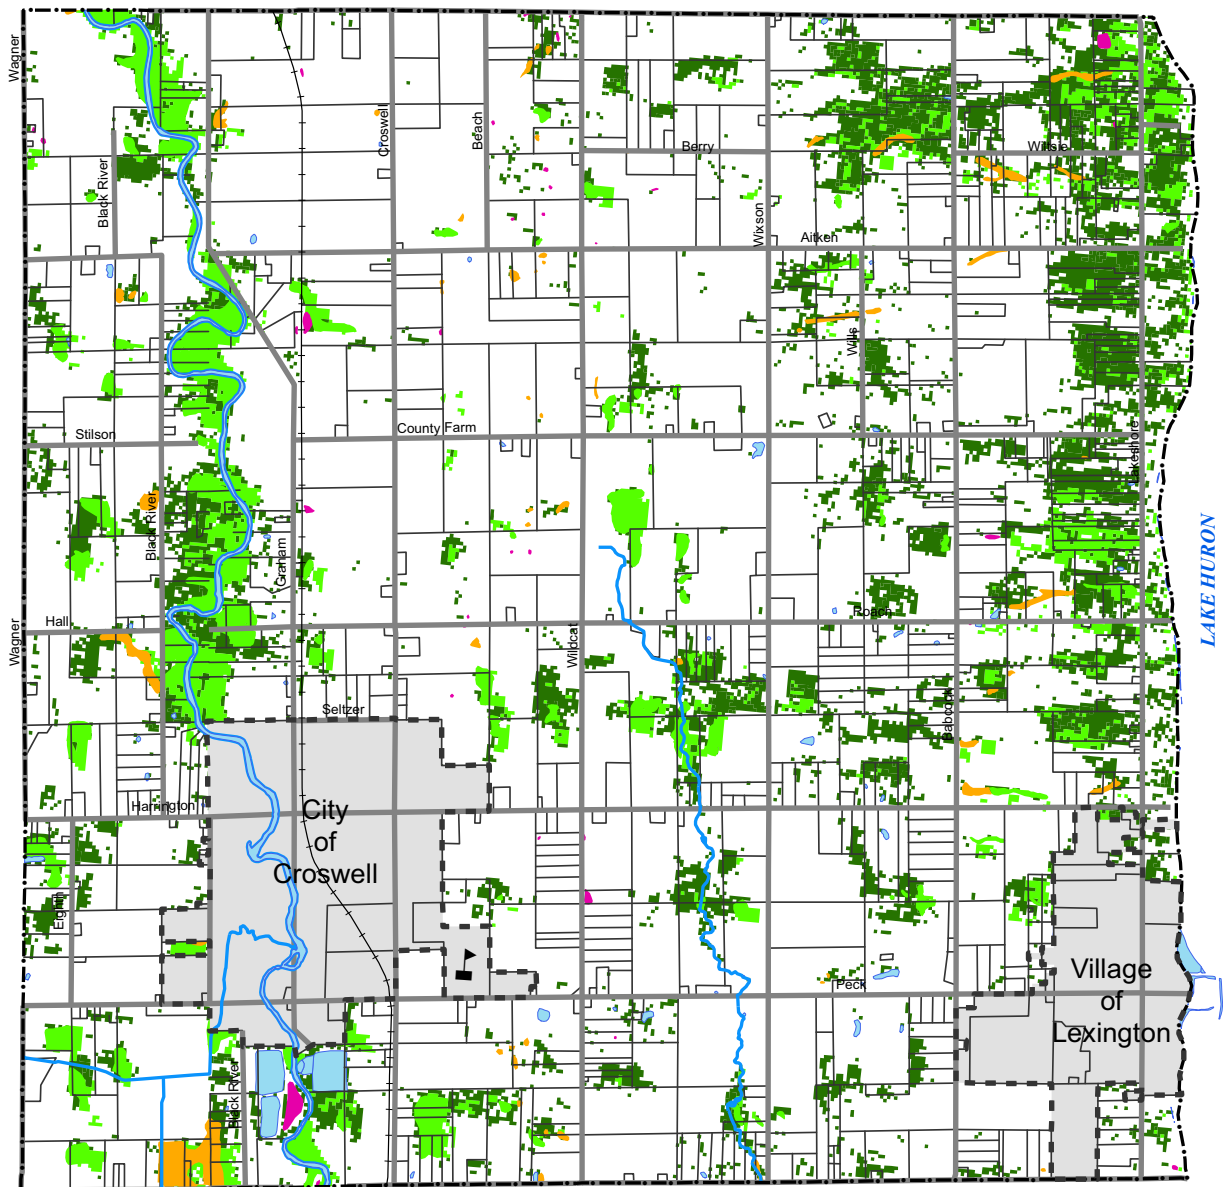 Wagner
Croswell
Beach
Berry
Wiltsie
Black River
Wixson
Aitken
Wills
Stilson
County Farm
Lakeshore
Black River
Graham
LAKE HURON
Hall
Roach
Wagner
Wildcat
Babcock
Seltzer
Harrington
City
of
Croswell
Eighth
Peck
Village
of
Lexington
Black River